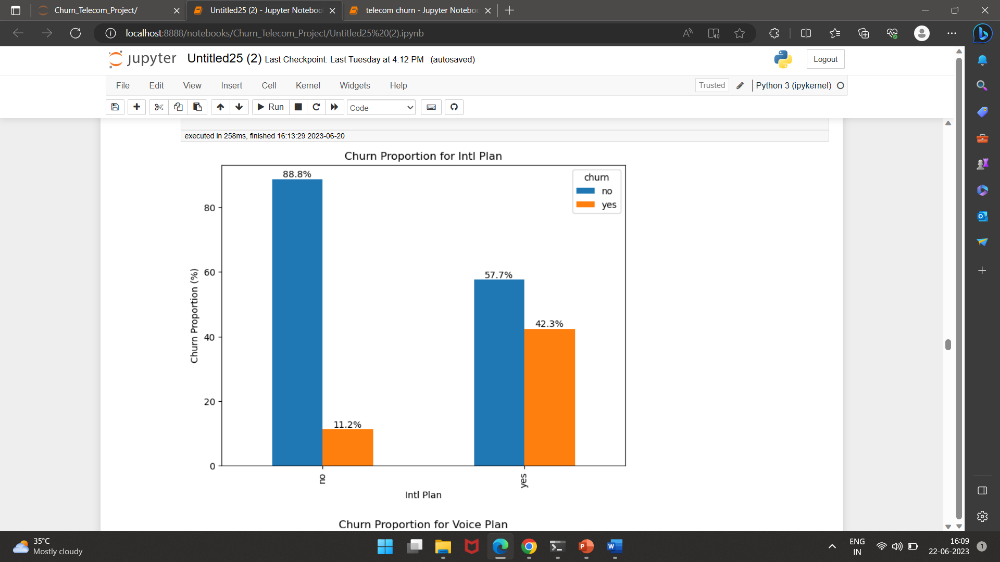 Churn_Telecom_Project/
Untitled25 (2) - Jupyter Noteboo
telecom churn - Jupyter Noteboo
localhost:8888/notebooks/Churn_Telecom_Project/Untitled25%20(2).ipynb
jupyter Untitled25 (2) Last Checkpoint: Last Tuesday at 4:12 PM (autosaved)
Logout
File Edit View Insert Cell Kernel Widgets Help
Trusted Python 3 (ipykernel)
Run Code
executed in 258ms, finished 16:13:29 2023-06-20
Churn Proportion for Intl Plan
88.8%
churn
no
yes
80
57.7%
60
42.3%
40
20
11.2%
0
Churn Proportion (%)
no yes
Intl Plan
Churn Proportion for Voice Plan
35°C
Mostly cloudy
ENG
IN
16:09
22-06-2023
1